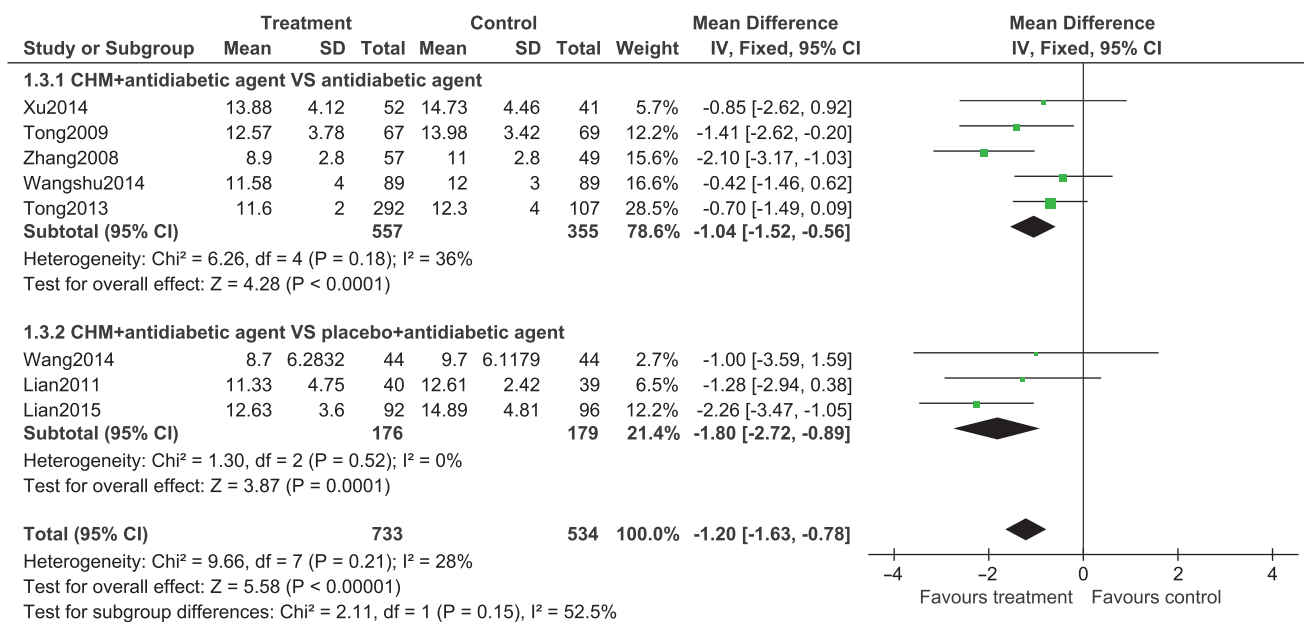 Treatment Control Mean Difference Mean Difference
Study or Subgroup Mean SD Total Mean SD Total Weight IV, Fixed, 95% CI IV, Fixed, 95% CI
1.3.1 CHM+antidiabetic agent VS antidiabetic agent
Xu2014 13.88 4.12 52 14.73 4.46 41 5.7% -0.85 [-2.62, 0.92]
Tong2009 12.57 3.78 67 13.98 3.42 69 12.2% -1.41 [-2.62, -0.20]
Zhang2008 8.9 2.8 57 11 2.8 49 15.6% -2.10 [-3.17, -1.03]
Wangshu2014 11.58 4 89 12 3 89 16.6% -0.42 [-1.46, 0.62]
Tong2013 11.6 2 292 12.3 4 107 28.5% -0.70 [-1.49, 0.09]
Subtotal (95% CI) 557 355 78.6% -1.04 [-1.52, -0.56]
Heterogeneity: Chi² = 6.26, df = 4 (P = 0.18); I² = 36%
Test for overall effect: Z = 4.28 (P < 0.0001)
1.3.2 CHM+antidiabetic agent VS placebo+antidiabetic agent
Wang2014 8.7 6.2832 44 9.7 6.1179 44 2.7% -1.00 [-3.59, 1.59]
Lian2011 11.33 4.75 40 12.61 2.42 39 6.5% -1.28 [-2.94, 0.38]
Lian2015 12.63 3.6 92 14.89 4.81 96 12.2% -2.26 [-3.47, -1.05]
Subtotal (95% CI) 176 179 21.4% -1.80 [-2.72, -0.89]
Heterogeneity: Chi² = 1.30, df = 2 (P = 0.52); I² = 0%
Test for overall effect: Z = 3.87 (P = 0.0001)
Total (95% CI) 733 534 100.0% -1.20 [-1.63, -0.78]
Heterogeneity: Chi² = 9.66, df = 7 (P = 0.21); I² = 28%
Test for overall effect: Z = 5.58 (P < 0.00001)
Test for subgroup differences: Chi² = 2.11, df = 1 (P = 0.15), I² = 52.5%
–4 –2 0 2 4
Favours treatment Favours control